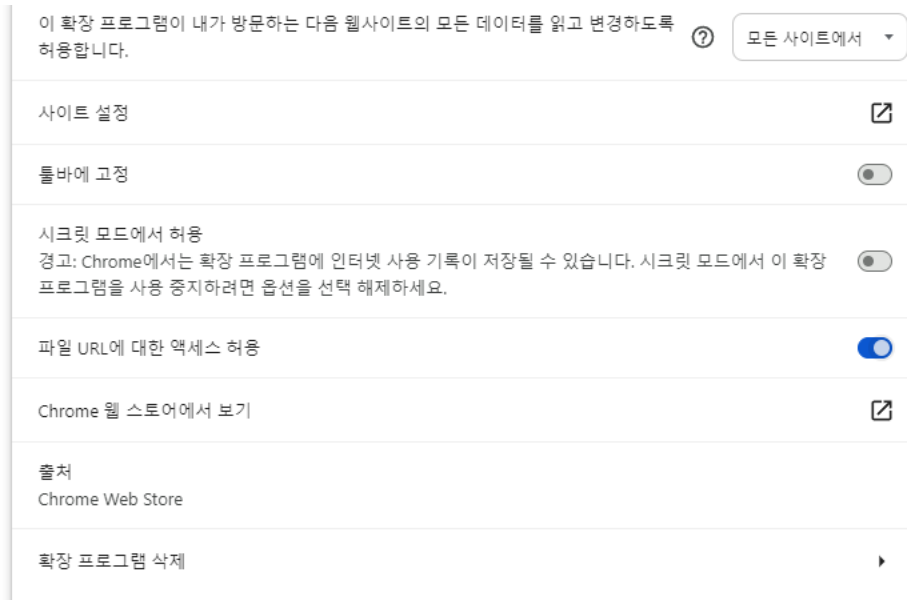 이 확장 프로그램이 내가 방문하는 다음 웹사이트의 모든 데이터를 읽고 변경하도록
허용합니다.
모든 사이트에서
사이트 설정
툴바에 고정
시크릿 모드에서 허용
경고: Chrome에서는 확장 프로그램에 인터넷 사용 기록이 저장될 수 있습니다. 시크릿 모드에서 이 확장
프로그램을 사용 중지하려면 옵션을 선택 해제하세요.
파일 URL에 대한 액세스 허용
Chrome 웹 스토어에서 보기
출처
Chrome Web Store
확장 프로그램 삭제